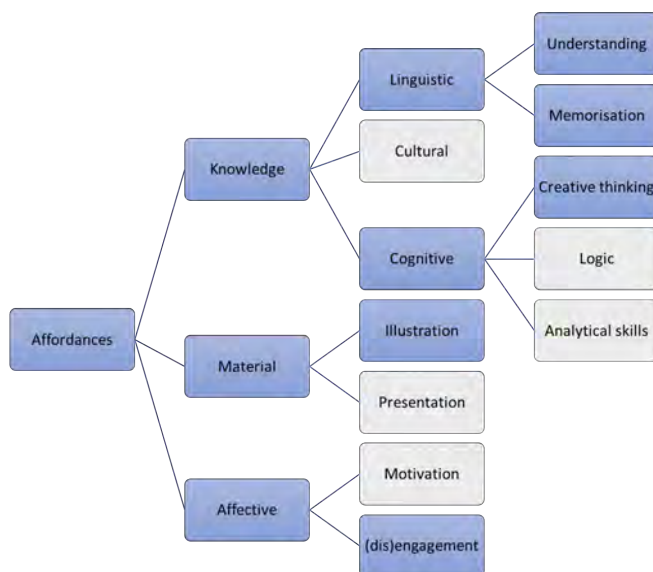 Understanding
Linguistic
Memorisation
Cultural
Knowledge
Creative thinking
Cognitive
Logic
Analytical skills
Affordances
Illustration
Material
Presentation
Motivation
Affective
(dis)engagement